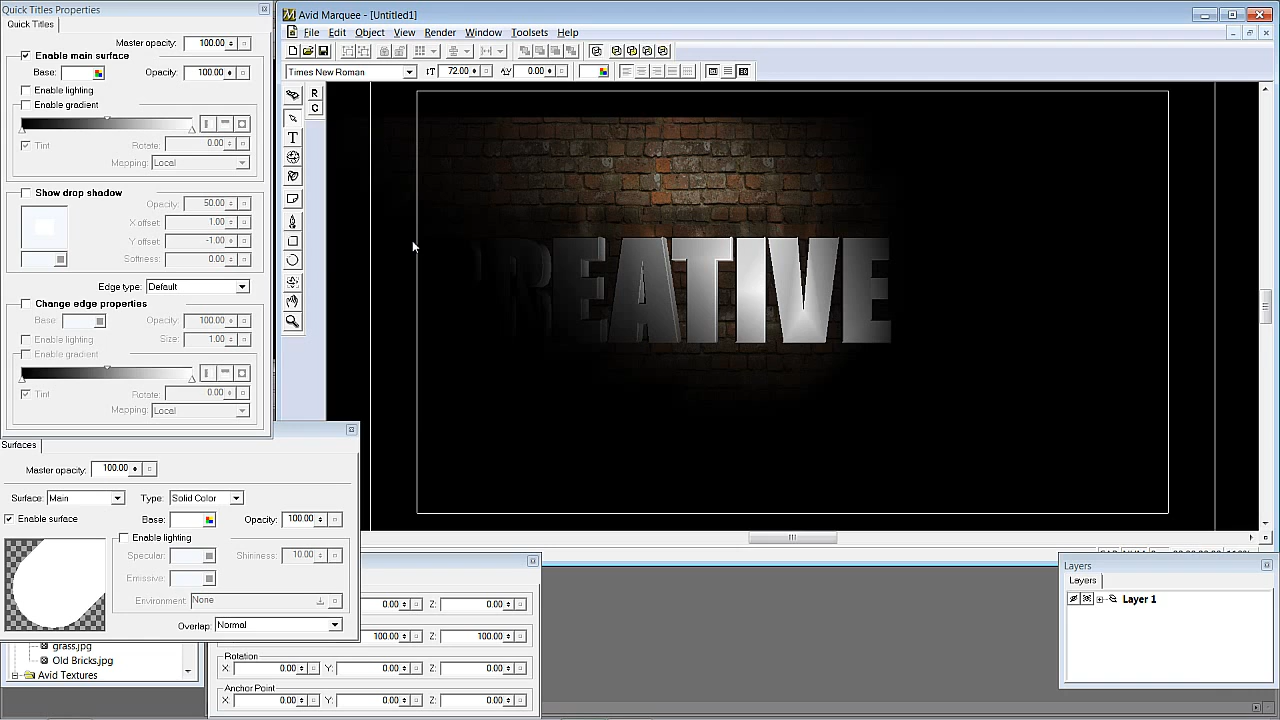 Quick Titles Properties
Quick Titles
Master opacity: 100.00
Enable main surface
Base: Opacity: 100.00
Enable lighting
Enable gradient
Tint Rotate: 0.00
Mapping: Local
Show drop shadow
Opacity: 50.00
X offset: 1.00
Y offset: -1.00
Softness: 0.00
Edge type: Default
Change edge properties
Base: Opacity: 100.00
Enable lighting Size: 1.00
Enable gradient
Tint Rotate: 0.00
Mapping: Local
Surfaces
Master opacity: 100.00
Surface: Main Type: Solid Color
Enable surface Base: Opacity: 100.00
Enable lighting
Specular: Shininess: 10.00
Emissive:
Environment: None
Overlap: Normal
grass.jpg
Old Bricks.jpg
Avid Textures
Avid Marquee - [Untitled1]
File Edit Object View Render Window Toolsets Help
Times New Roman T 72.00 AV 0.00
R
C
T
CREATIVE
0.00 Z: 0.00
100.00 100.00
Rotation
X 0.00 Y: 0.00 Z: 0.00
Anchor Point
X 0.00 Y: 0.00 Z: 0.00
Layers
Layers
Layer 1